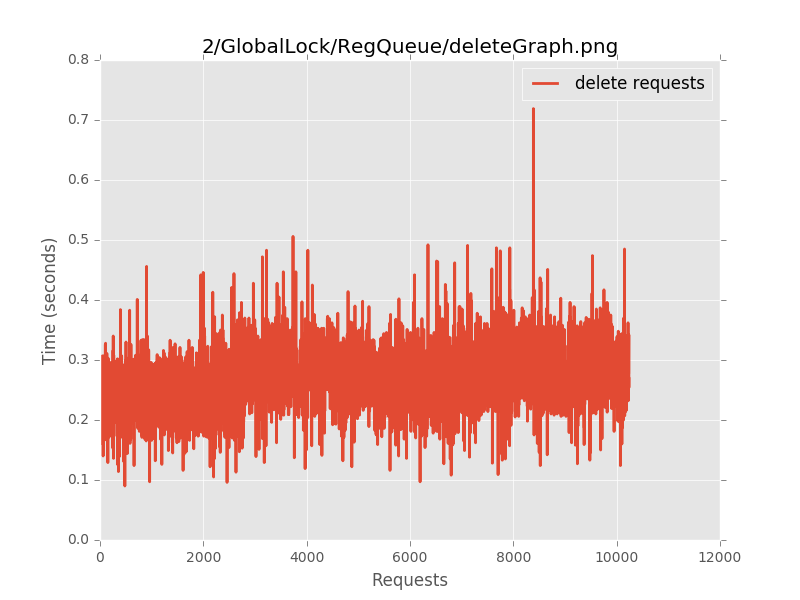 2/GlobalLock/RegQueue/deleteGraph.png
delete requests
0.8
0.7
0.6
0.5
0.4
0.3
0.2
0.1
0.0
Time (seconds)
0 2000 4000 6000 8000 10000 12000
Requests